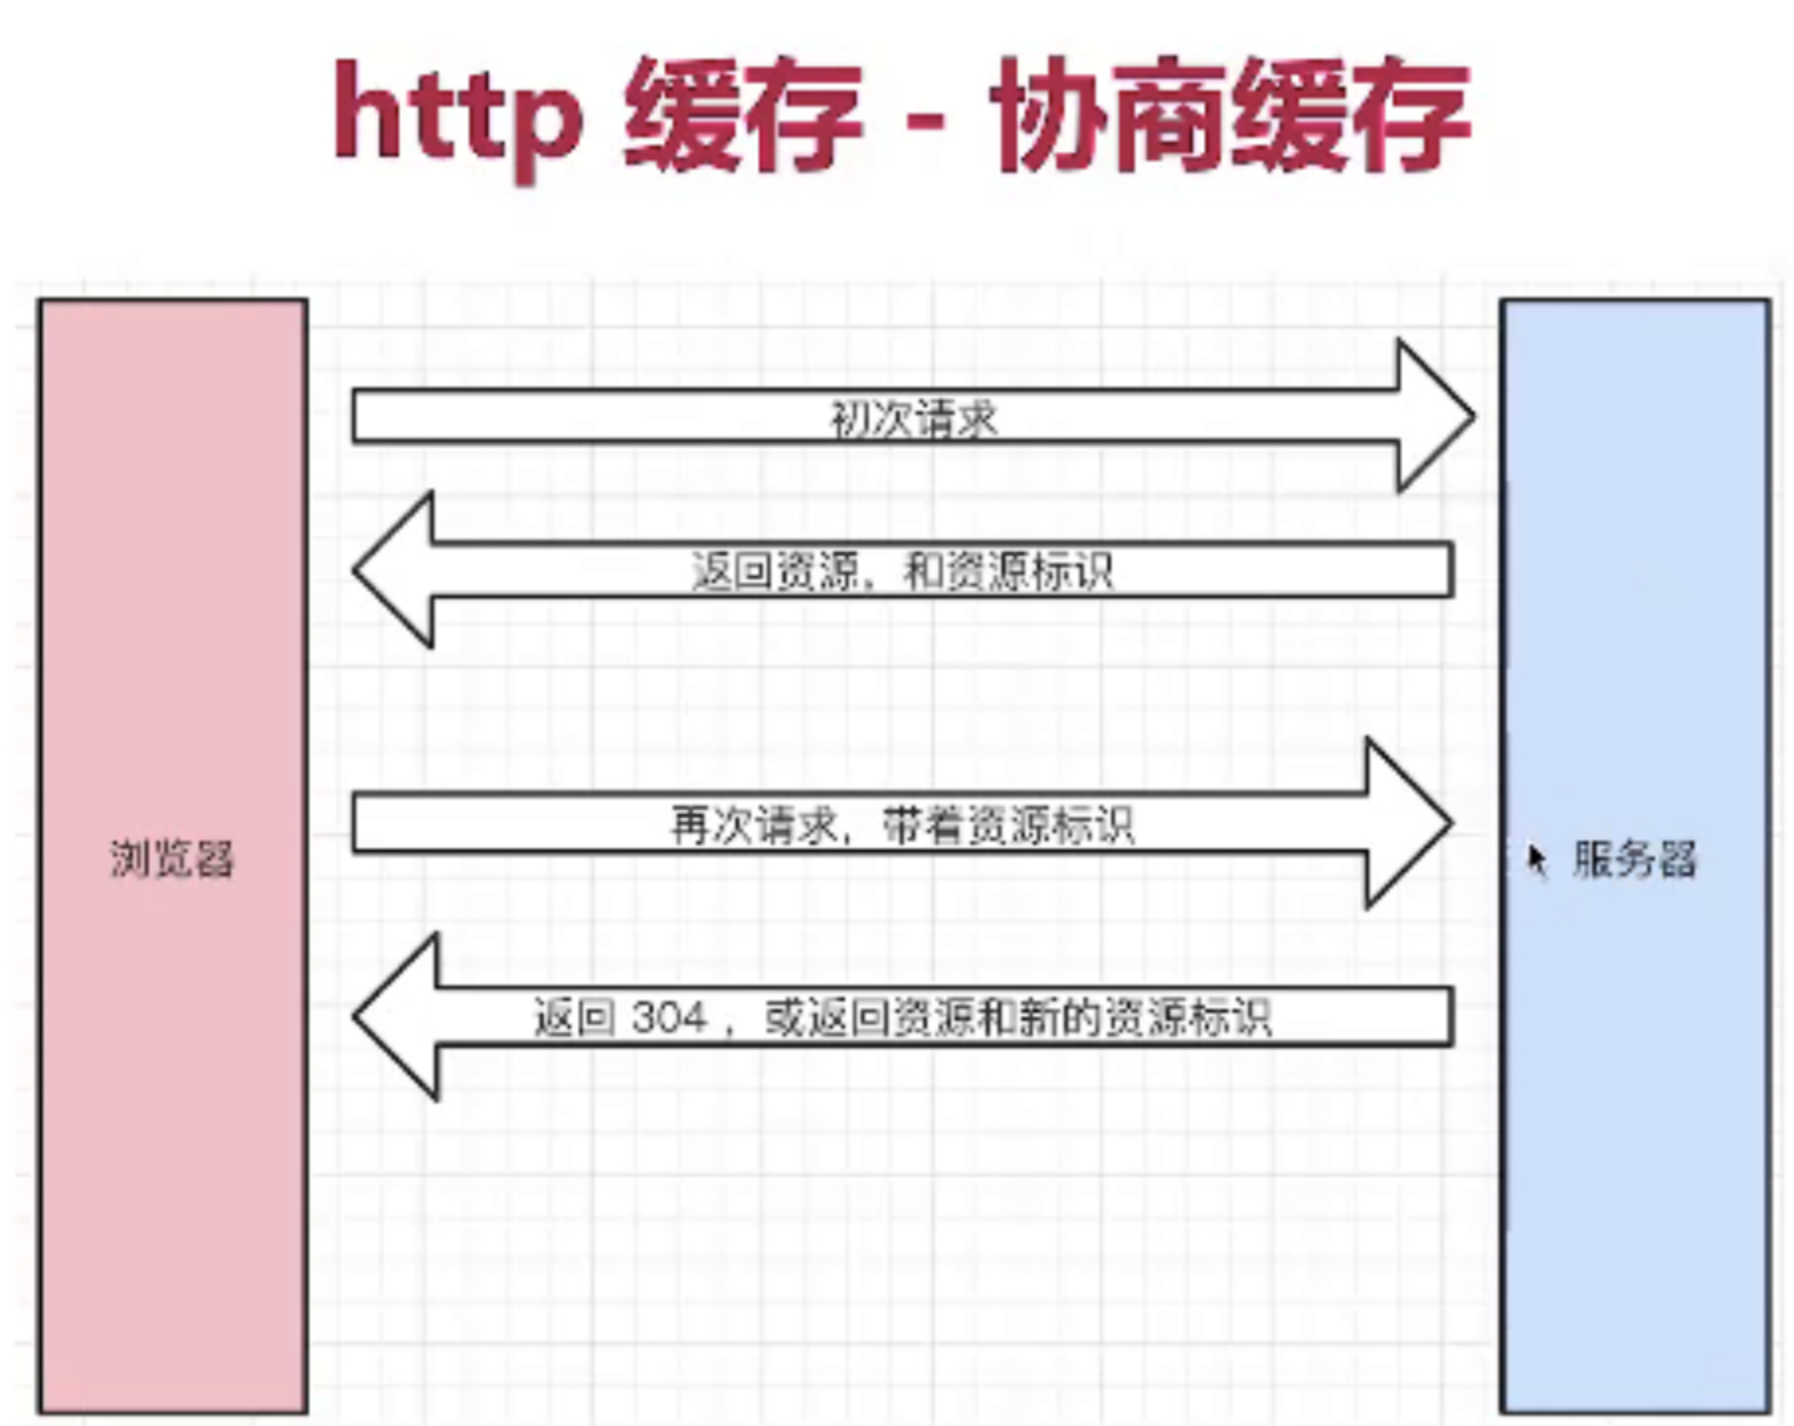 http 缓存 - 协商缓存
初次请求
返回资源，和资源标识
再次请求，带着资源标识
浏览器
服务器
返回 304 ，或返回资源和新的资源标识